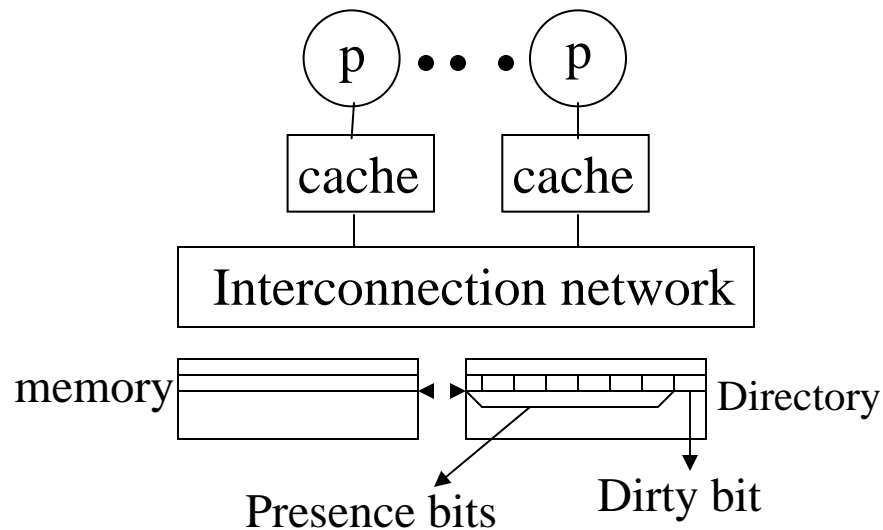 p
p
cache
cache
Interconnection network
memory
Directory
Presence bits
Dirty bit